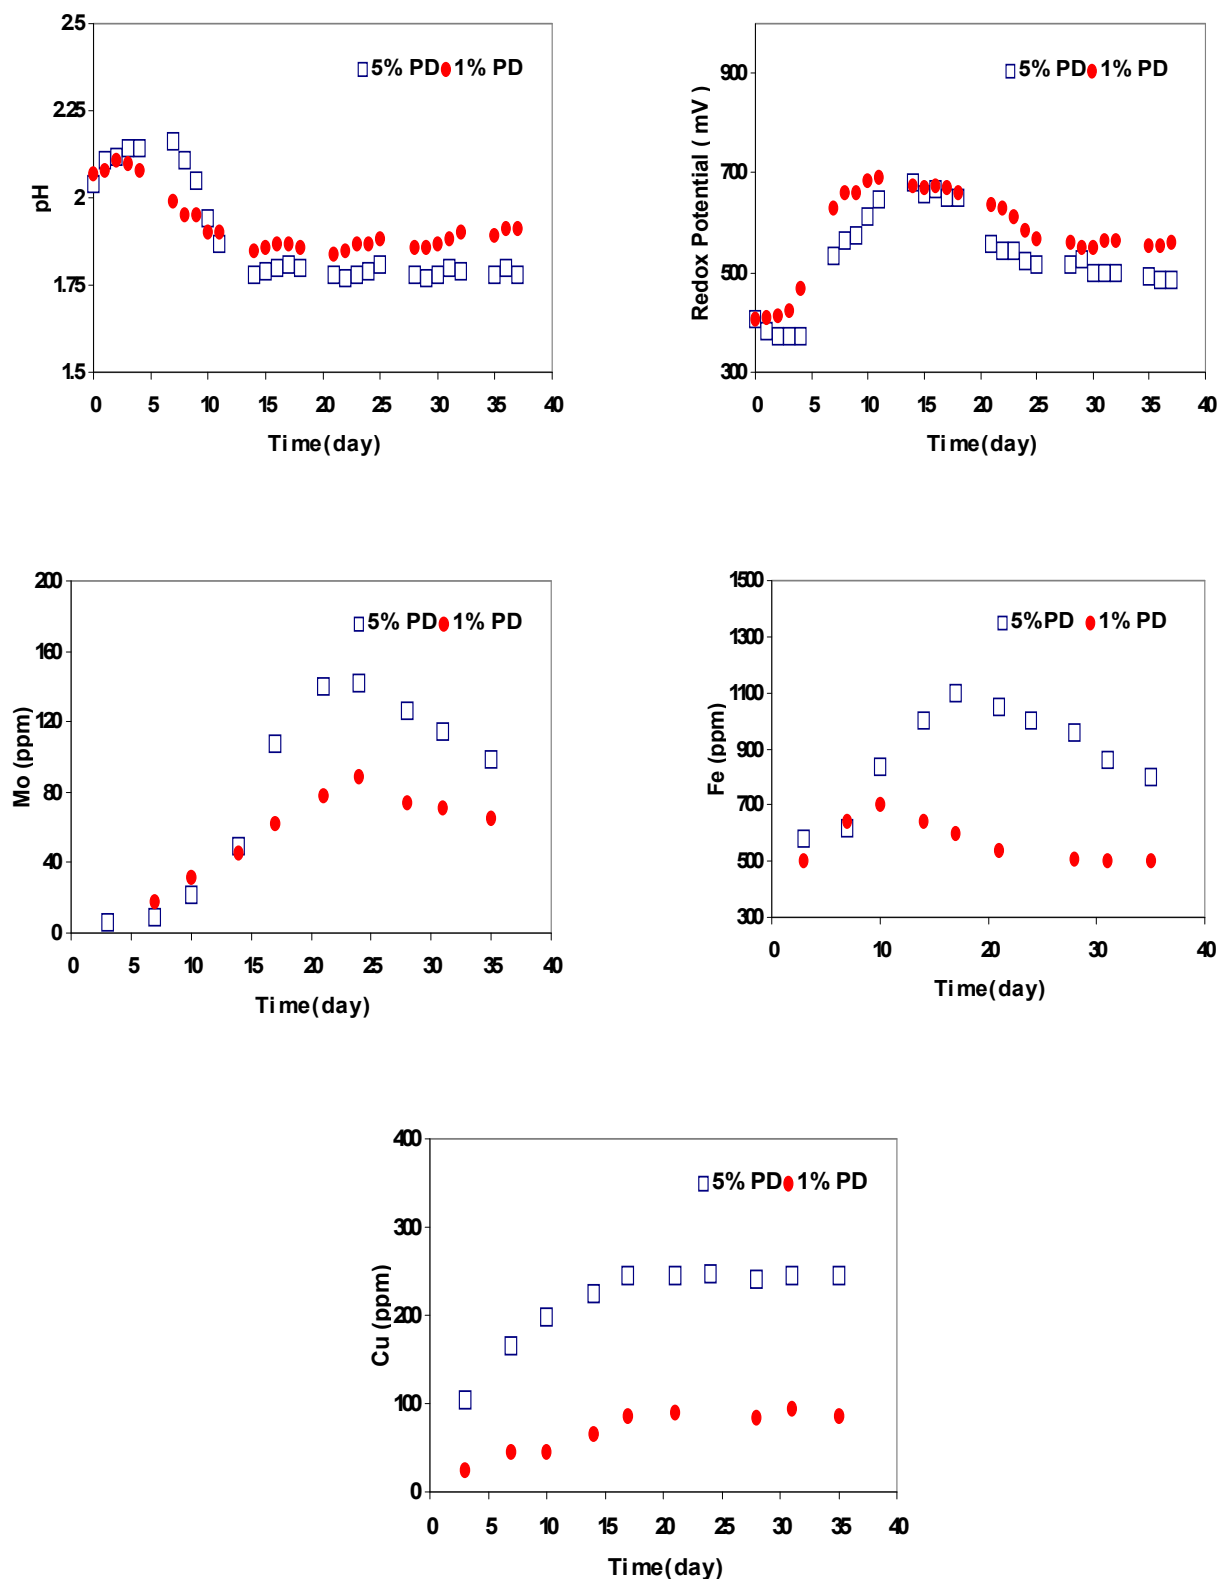 25
225
2
1.75
1.5
pH
5% PD 1% PD
0 5 10 15 20 25 30 35 40
Time(day)
900
700
500
300
Redox Potential ( mV )
5% PD 1% PD
0 5 10 15 20 25 30 35 40
Time(day)
200
160
120
80
40
0
Mo (ppm)
5% PD 1% PD
0 5 10 15 20 25 30 35 40
Time(day)
1500
1300
1100
900
700
500
300
Fe (ppm)
5%PD 1% PD
0 10 20 30 40
Time(day)
400
300
200
100
0
Cu (ppm)
5% PD 1% PD
0 5 10 15 20 25 30 35 40
Time(day)